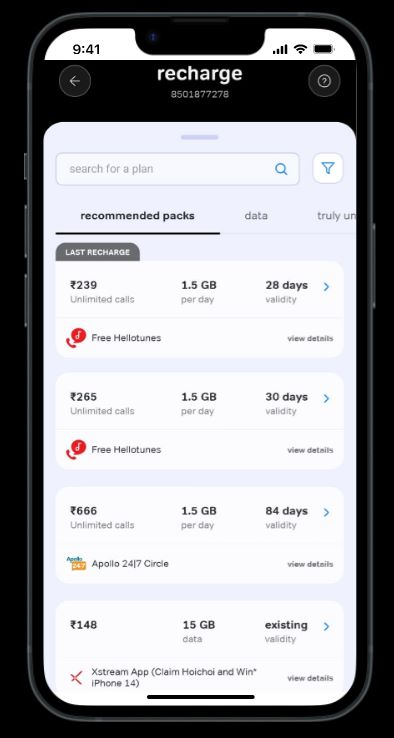 9:41
recharge
8501877278
search for a plan
recommended packs data truly un
LAST RECHARGE
₹239 1.5 GB 28 days
Unlimited calls per day validity
Free Hellotunes view details
₹265 1.5 GB 30 days
Unlimited calls per day validity
Free Hellotunes view details
₹666 1.5 GB 84 days
Unlimited calls per day validity
Apollo 24|7 Circle view details
₹148 15 GB existing
data validity
Xstream App (Claim Hoichoi and Win*
iPhone 14) view details